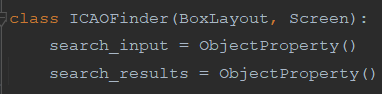 class ICAOFinder(BoxLayout, Screen):
    search_input = ObjectProperty()
    search_results = ObjectProperty()